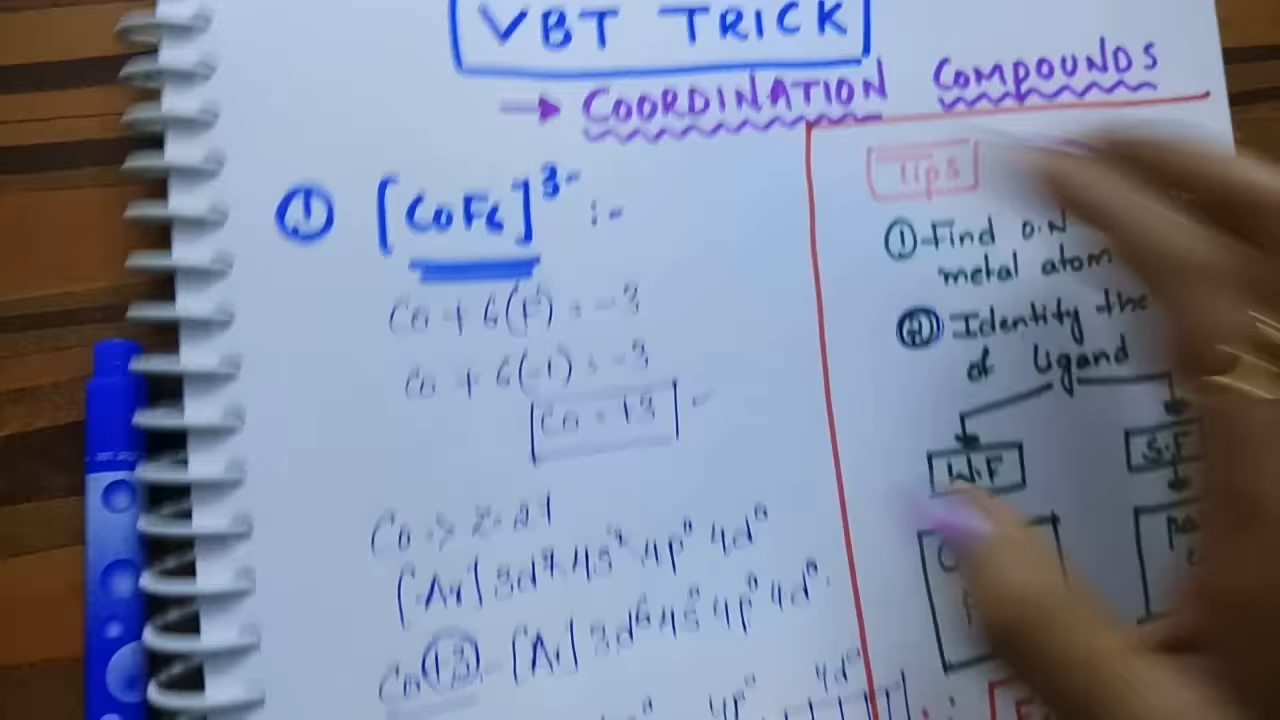 VBT TRICK
→ COORDINATION COMPOUNDS
① [CoF6]3- :-
Co + 6(F) = -3
Co + 6(-1) = -3
Co = +3
Co → Z = 27
[Ar] 3d7 4s2 4p0 4d0
Co+3 - [Ar] 3d6 4s0 4p0 4d0
4p0 4d0
Tips
① Find O.N
metal atom
② Identify the
of ligand
W.F
S.F